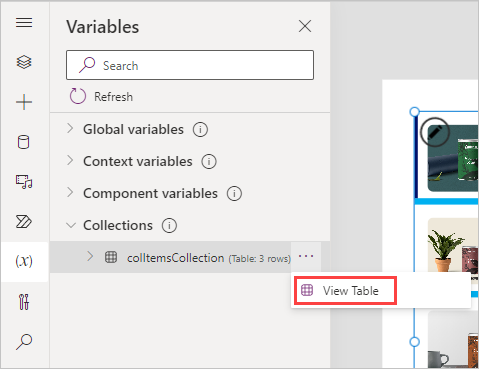 Variables
Search
Refresh
Global variables
Context variables
Component variables
Collections
colItemsCollection (Table: 3 rows)
View Table